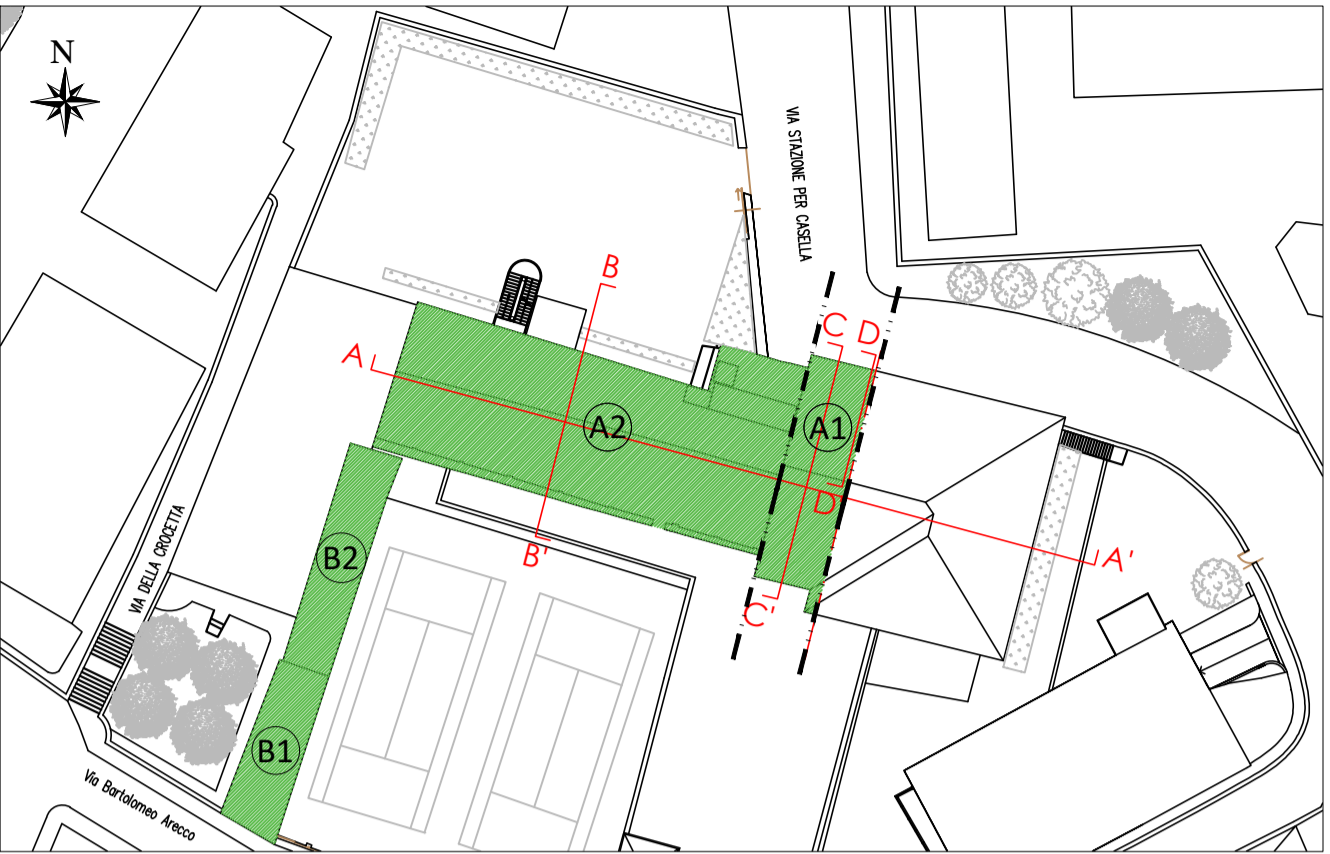 N
VIA STAZIONE PER CASELLA
B
C
D
A
A2
A1
D'
B'
A'
B2
C'
VIA DELLA CROCETTA
B1
Via Bartolomeo Arecco